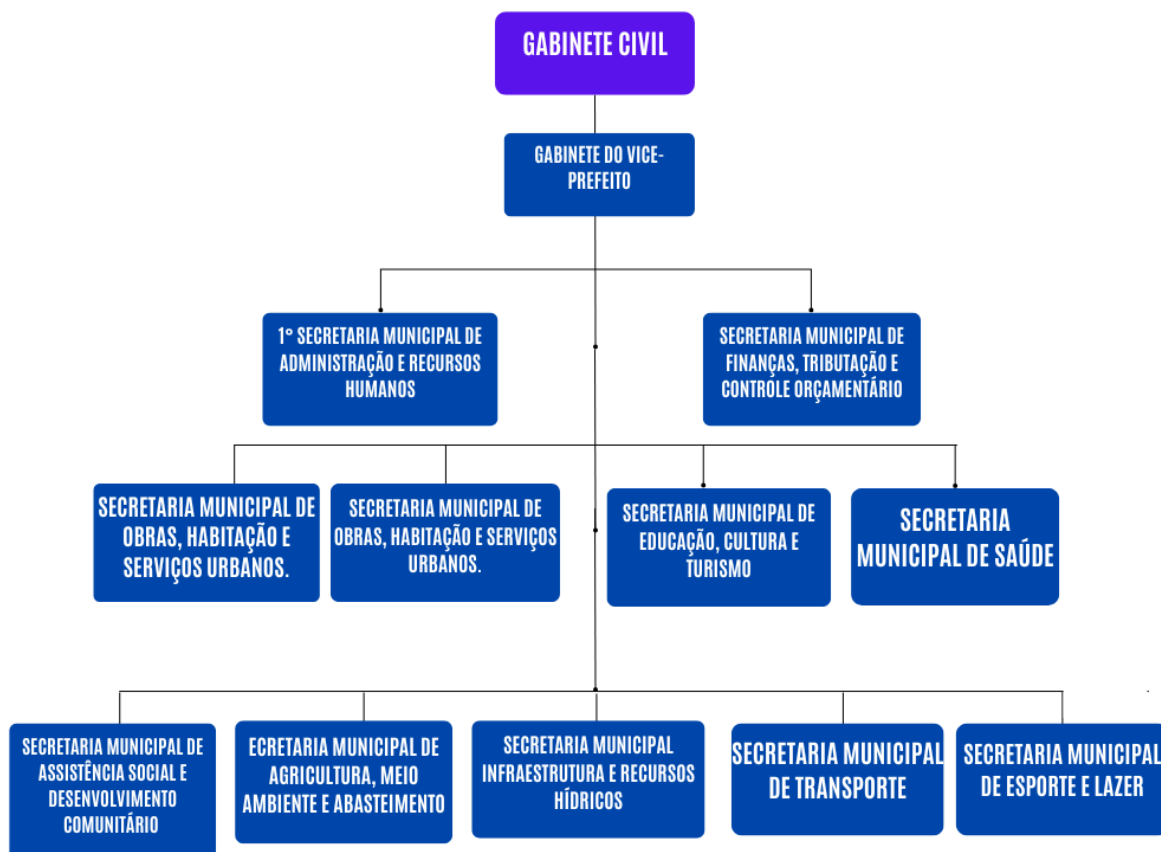 GABINETE CIVIL
GABINETE DO VICE-
PREFEITO
1° SECRETARIA MUNICIPAL DE
ADMINISTRAÇÃO E RECURSOS
HUMANOS
SECRETARIA MUNICIPAL DE
FINANÇAS, TRIBUTAÇÃO E
CONTROLE ORÇAMENTÁRIO
SECRETARIA MUNICIPAL DE
OBRAS, HABITAÇÃO E
SERVIÇOS URBANOS.
SECRETARIA MUNICIPAL DE
OBRAS, HABITAÇÃO E SERVIÇOS
URBANOS.
SECRETARIA MUNICIPAL DE
EDUCAÇÃO, CULTURA E
TURISMO
SECRETARIA
MUNICIPAL DE SAÚDE
SECRETARIA MUNICIPAL DE
ASSISTÊNCIA SOCIAL E
DESENVOLVIMENTO
COMUNITÁRIO
ECRETARIA MUNICIPAL DE
AGRICULTURA, MEIO
AMBIENTE E ABASTEIMENTO
SECRETARIA MUNICIPAL
INFRAESTRUTURA E RECURSOS
HÍDRICOS
SECRETARIA MUNICIPAL
DE TRANSPORTE
SECRETARIA MUNICIPAL
DE ESPORTE E LAZER